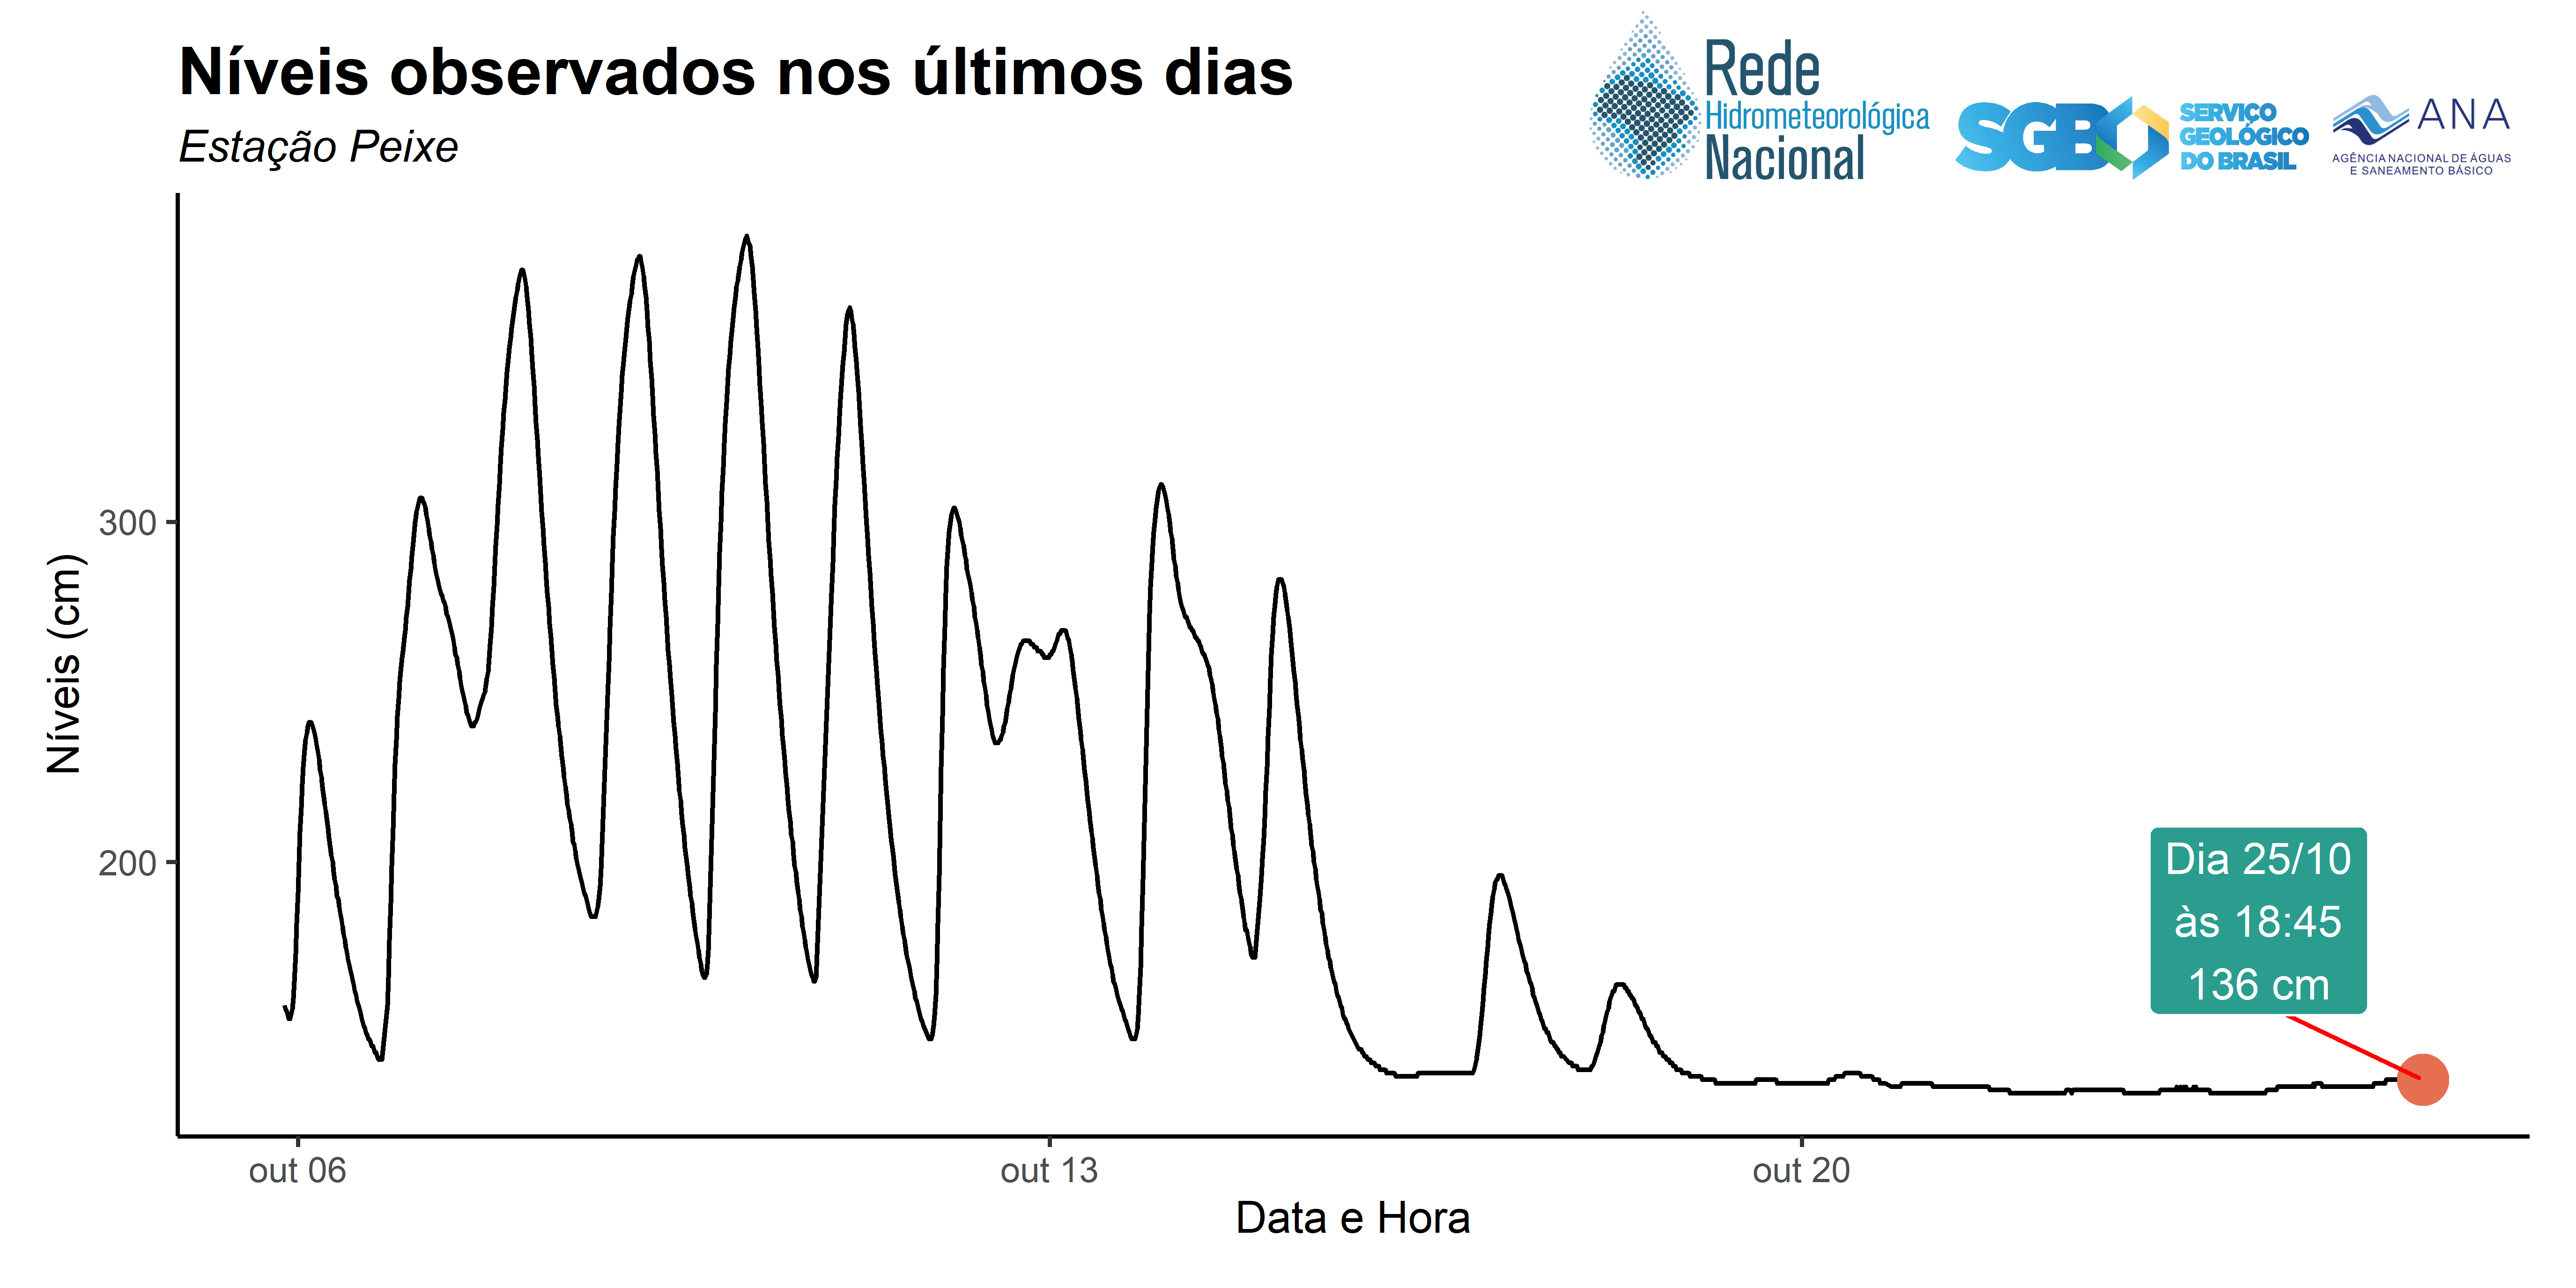 Níveis observados nos últimos dias
Estação Peixe
Rede
Hidrometeorológica
Nacional
SGB
SERVIÇO
GEOLÓGICO
DO BRASIL
ANA
AGÊNCIA NACIONAL DE ÁGUAS
E SANEAMENTO BÁSICO
Níveis (cm)
300
200
Dia 25/10
às 18:45
136 cm
out 06
out 13
out 20
Data e Hora